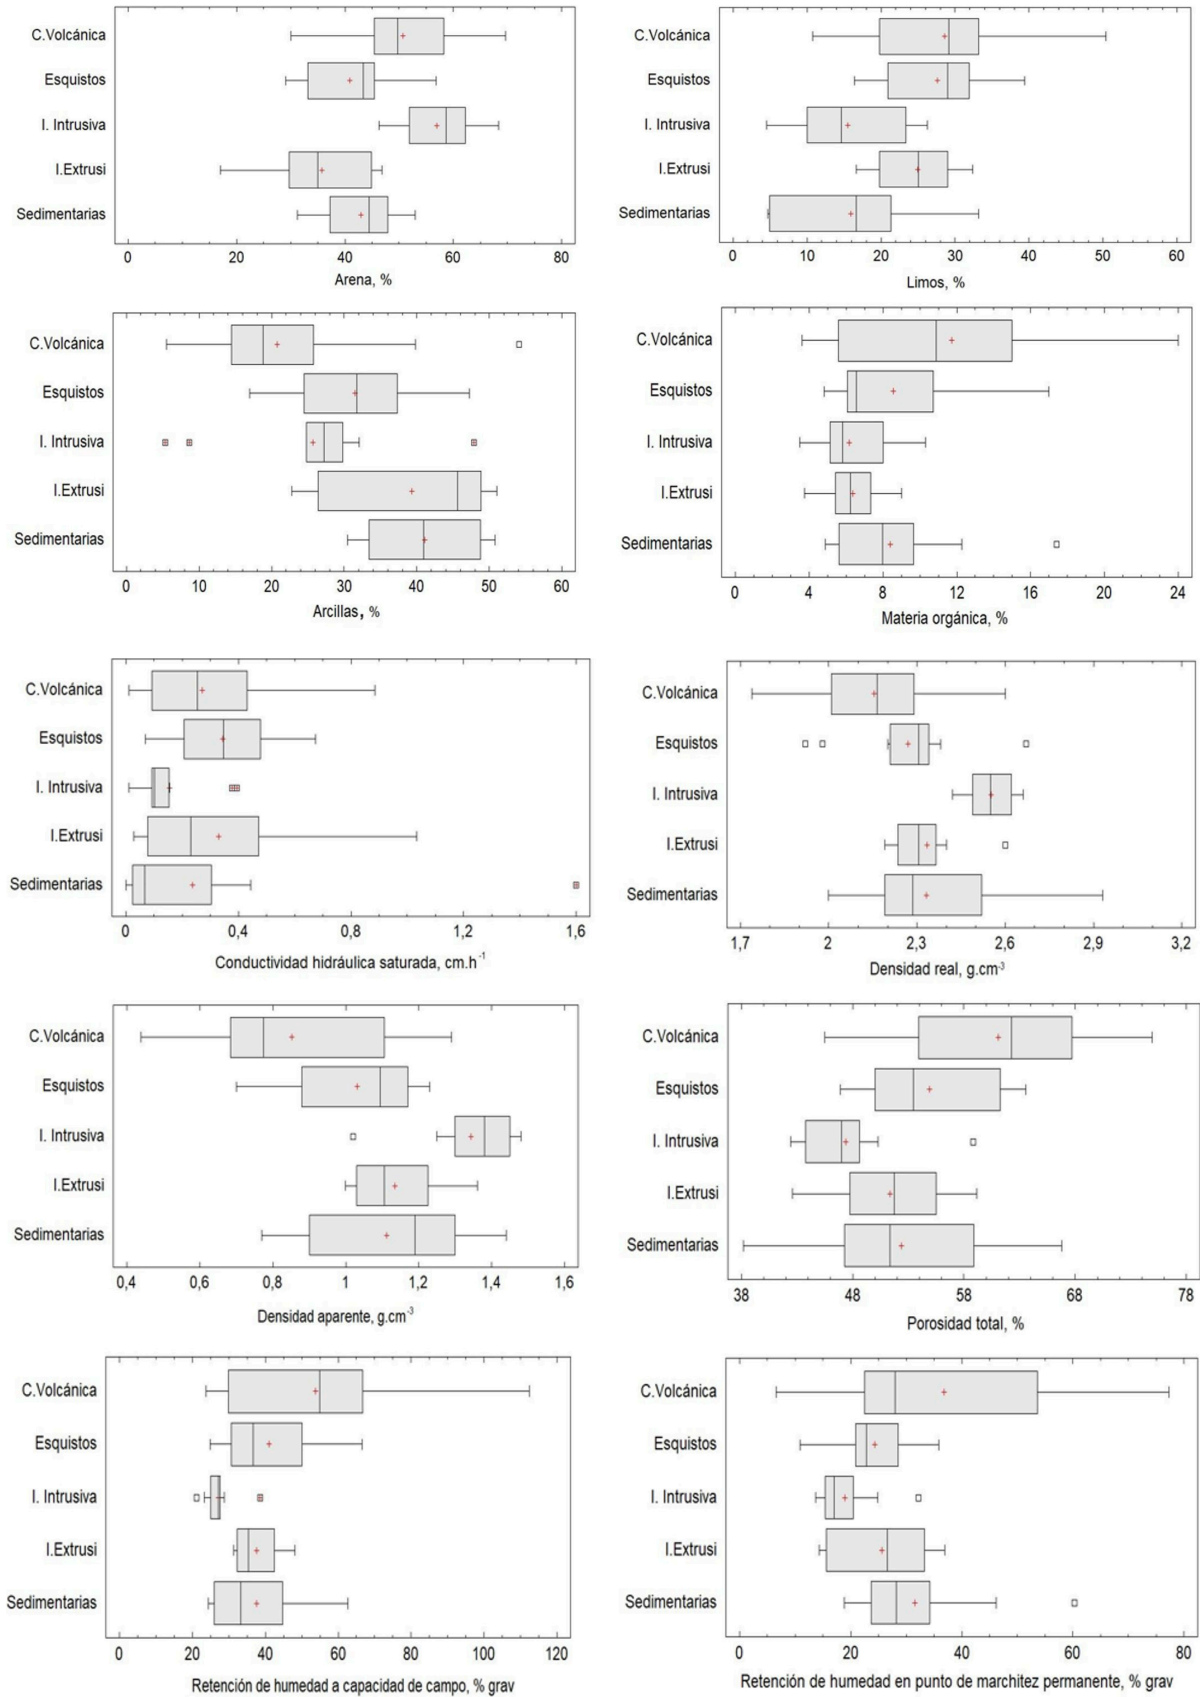 C.Volcánica
Esquistos
I. Intrusiva
I.Extrusi
Sedimentarias
0 20 40 60 80
Arena, %
C.Volcánica
Esquistos
I. Intrusiva
I.Extrusi
Sedimentarias
0 10 20 30 40 50 60
Limos, %
C.Volcánica
Esquistos
I. Intrusiva
I.Extrusi
Sedimentarias
0 10 20 30 40 50 60
Arcillas, %
C.Volcánica
Esquistos
I. Intrusiva
I.Extrusi
Sedimentarias
0 4 8 12 16 20 24
Materia orgánica, %
C.Volcánica
Esquistos
I. Intrusiva
I.Extrusi
Sedimentarias
0 0,4 0,8 1,2 1,6
Conductividad hidráulica saturada, cm.h⁻¹
C.Volcánica
Esquistos
I. Intrusiva
I.Extrusi
Sedimentarias
1,7 2 2,3 2,6 2,9 3,2
Densidad real, g.cm⁻³
C.Volcánica
Esquistos
I. Intrusiva
I.Extrusi
Sedimentarias
0,4 0,6 0,8 1 1,2 1,4 1,6
Densidad aparente, g.cm⁻³
C.Volcánica
Esquistos
I. Intrusiva
I.Extrusi
Sedimentarias
38 48 58 68 78
Porosidad total, %
C.Volcánica
Esquistos
I. Intrusiva
I.Extrusi
Sedimentarias
0 20 40 60 80 100 120
Retención de humedad a capacidad de campo, % grav
C.Volcánica
Esquistos
I. Intrusiva
I.Extrusi
Sedimentarias
0 20 40 60 80
Retención de humedad en punto de marchitez permanente, % grav